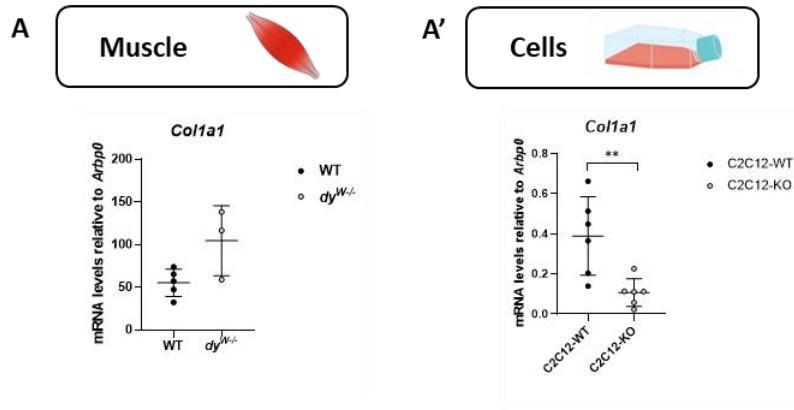 A
Muscle
Col1a1
mRNA levels relative to Arbp0
200
150
100
50
0
WT
dyW-/-
WT
dyW-/-
A'
Cells
Col1a1
mRNA levels relative to Arbp0
0.8
0.6
0.4
0.2
0.0
**
C2C12-WT
C2C12-KO
C2C12-WT
C2C12-KO